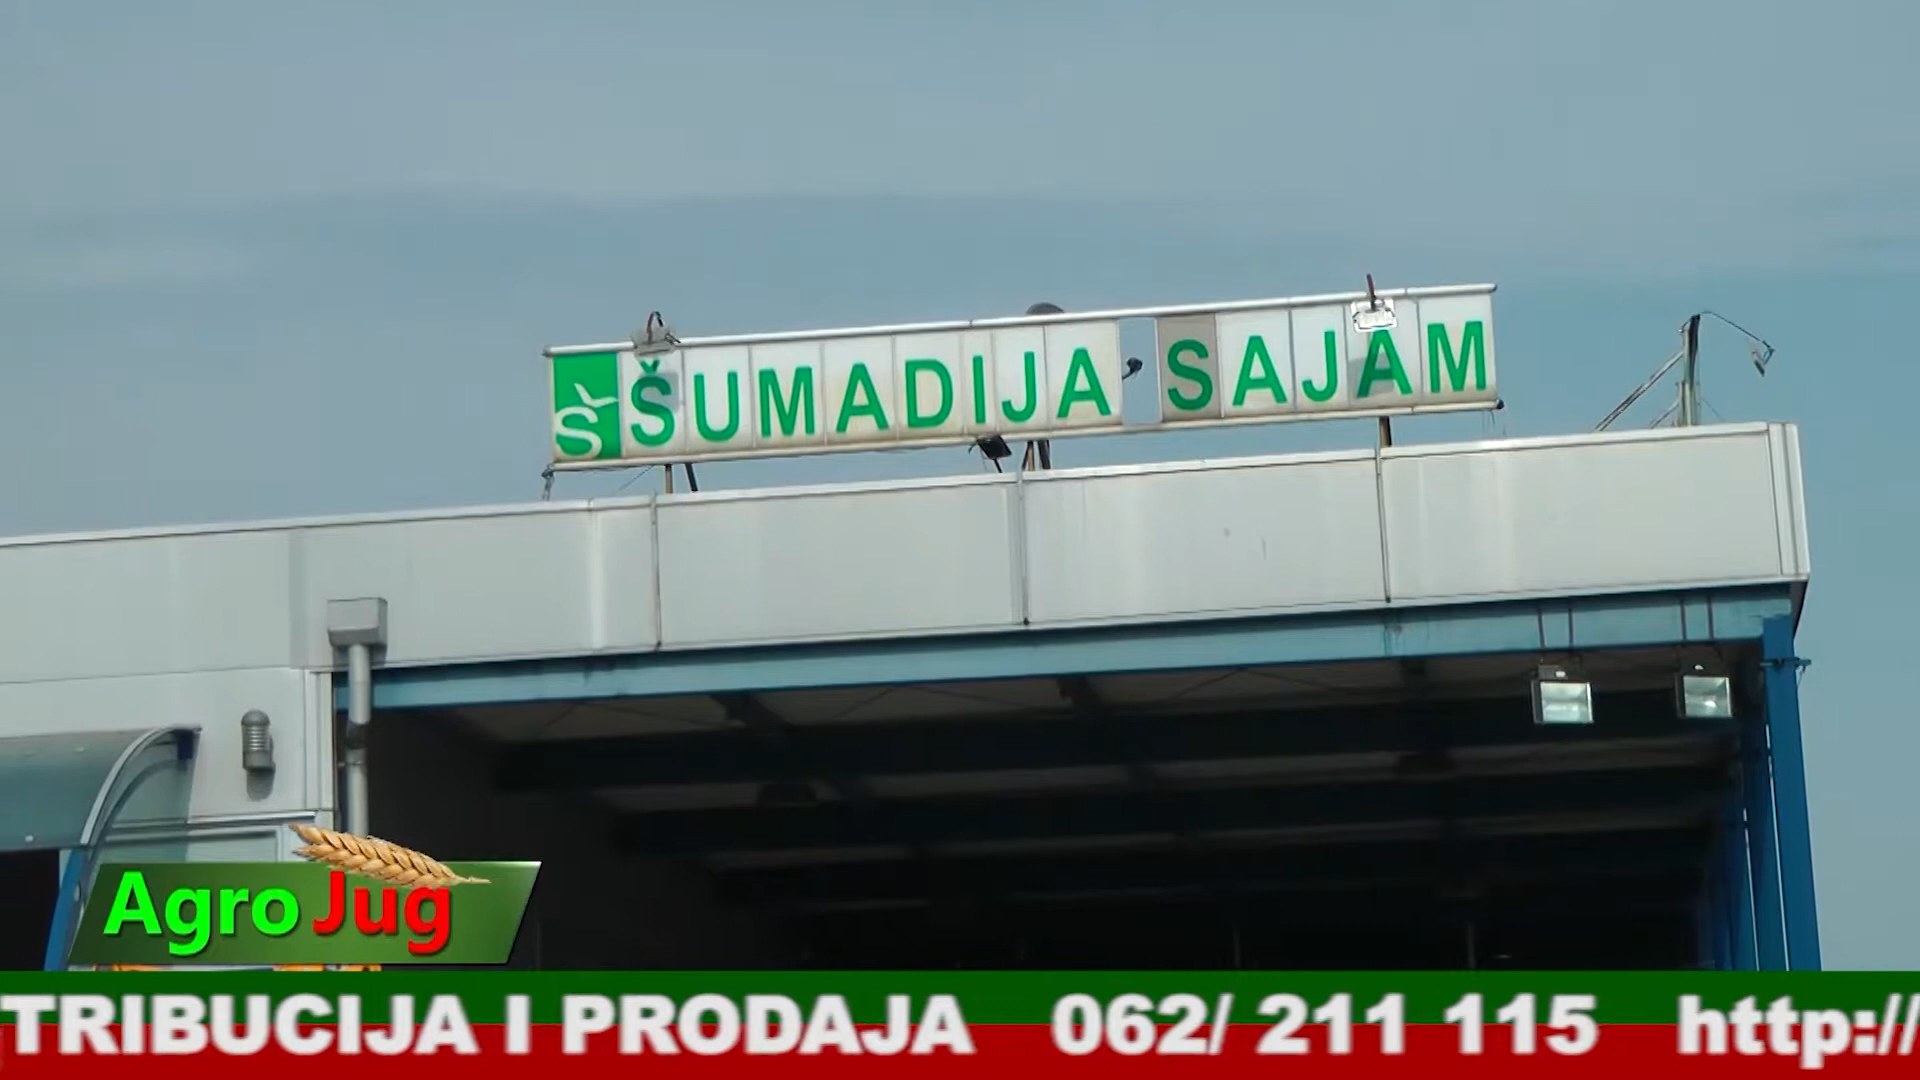 Š ŠUMADIJA SAJAM
Agro Jug
TRIBUCIJA I PRODAJA 062/ 211 115 http://